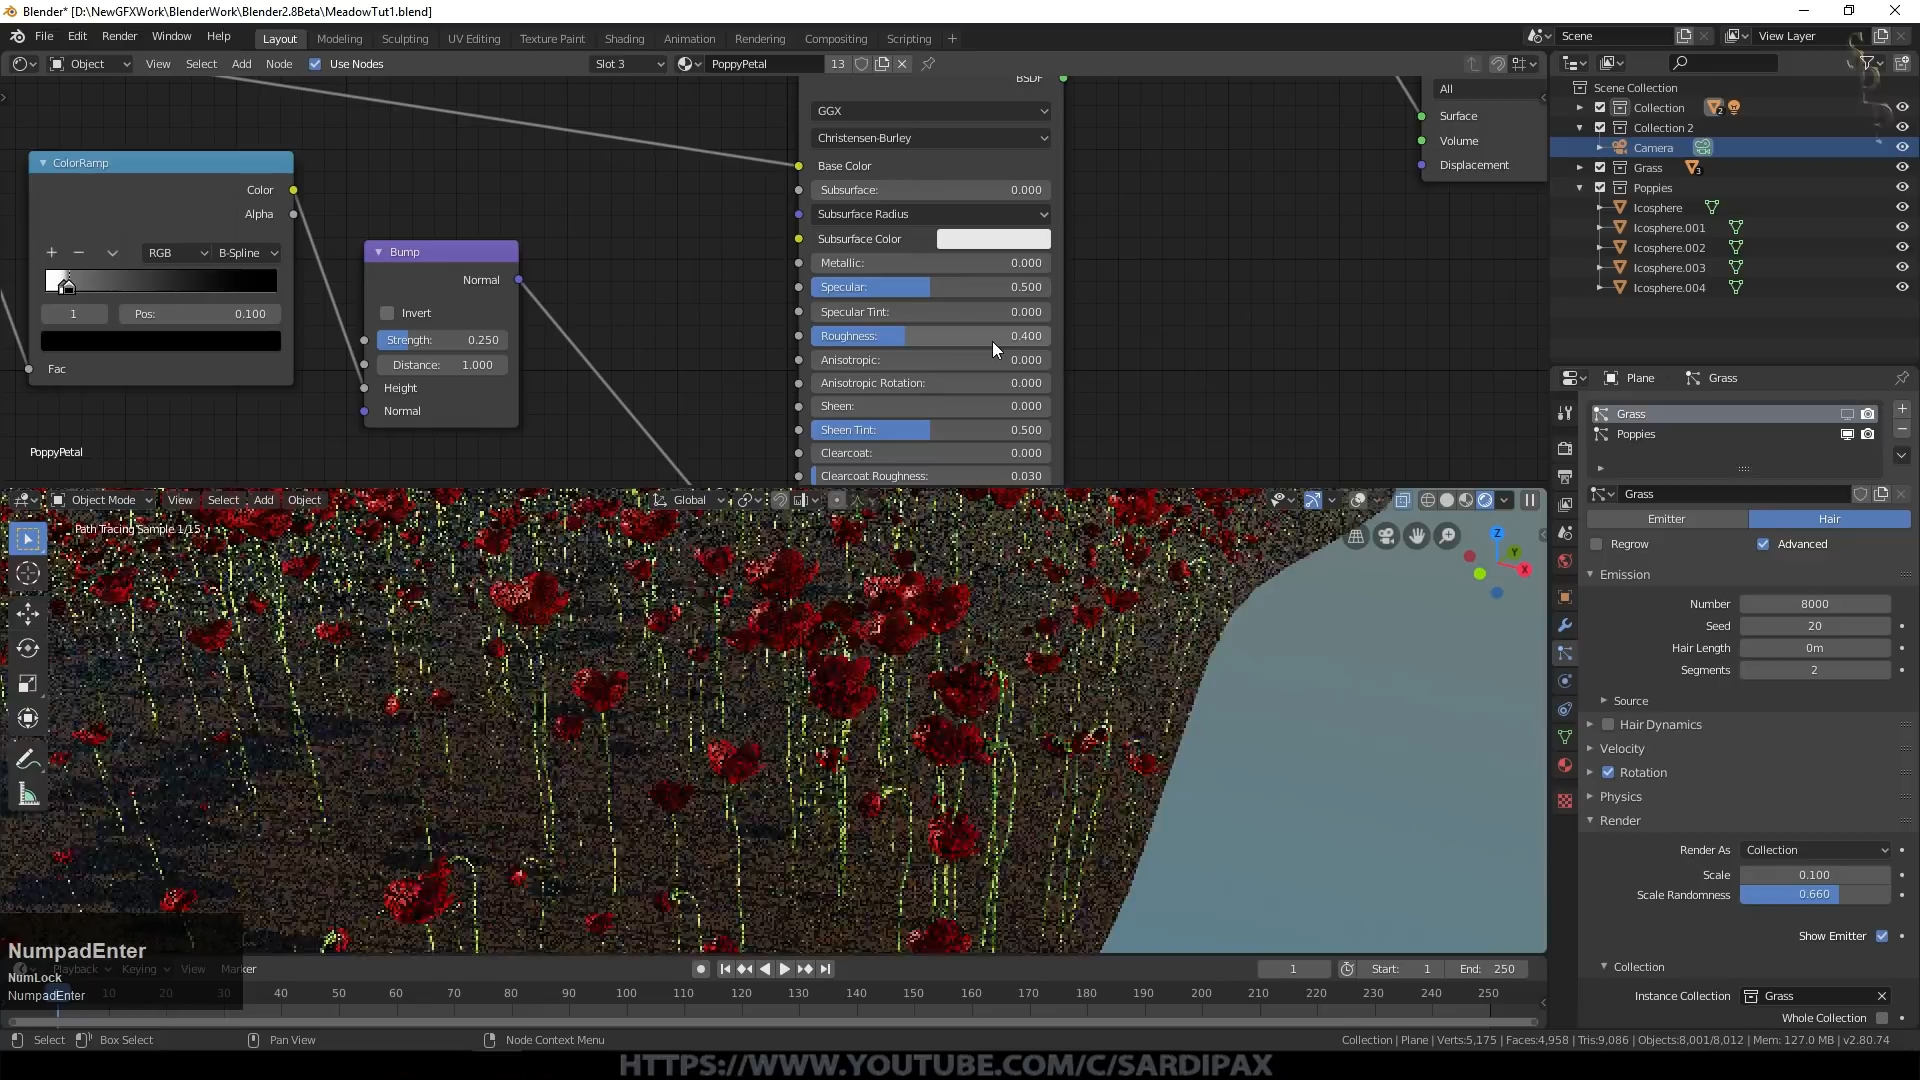 Blender* [D:\NewGFXWork\BlenderWork\Blender2.8Beta\MeadowTut1.blend]
File Edit Render Window Help Layout Modeling Sculpting UV Editing Texture Paint Shading Animation Rendering Compositing Scripting + Scene View Layer
Object View Select Add Node Use Nodes Slot 3 PoppyPetal 13
BSDF
GGX
Christensen-Burley
Base Color
Subsurface: 0.000
Subsurface Radius
Subsurface Color
Metallic: 0.000
Specular: 0.500
Specular Tint: 0.000
Roughness: 0.400
Anisotropic: 0.000
Anisotropic Rotation: 0.000
Sheen: 0.000
Sheen Tint: 0.500
Clearcoat: 0.000
Clearcoat Roughness: 0.030
All
Surface
Volume
Displacement
ColorRamp
Color
Alpha
RGB B-Spline
1 Pos: 0.100
Fac
Bump
Normal
Invert
Strength: 0.250
Distance: 1.000
Height
Normal
PoppyPetal
Scene Collection
Collection 2
Collection 2
Camera
Grass 3
Poppies
Icosphere
Icosphere.001
Icosphere.002
Icosphere.003
Icosphere.004
Plane Grass
Grass
Poppies
Grass
Emitter Hair
Regrow Advanced
Emission
Number 8000
Seed 20
Hair Length 0m
Segments 2
Source
Hair Dynamics
Velocity
Rotation
Physics
Render
Render As Collection
Scale 0.100
Scale Randomness 0.660
Show Emitter
Collection
Instance Collection Grass
Whole Collection
Object Mode View Select Add Object Global
Path Tracing Sample 1/15
Z
Y
X
NumpadEnter
NumLock
NumpadEnter
Playback Keying View Marker 1 Start: 1 End: 250
10 20 30 40 50 60 70 80 90 100 110 120 130 140 150 160 170 180 190 200 210 220 230 240 250
Select Box Select Pan View Node Context Menu Collection | Plane | Verts:5,175 | Faces:4,958 | Tris:9,086 | Objects:8,001/8,012 | Mem: 127.0 MB | v2.80.74
HTTPS://WWW.YOUTUBE.COM/C/SARDIPAX